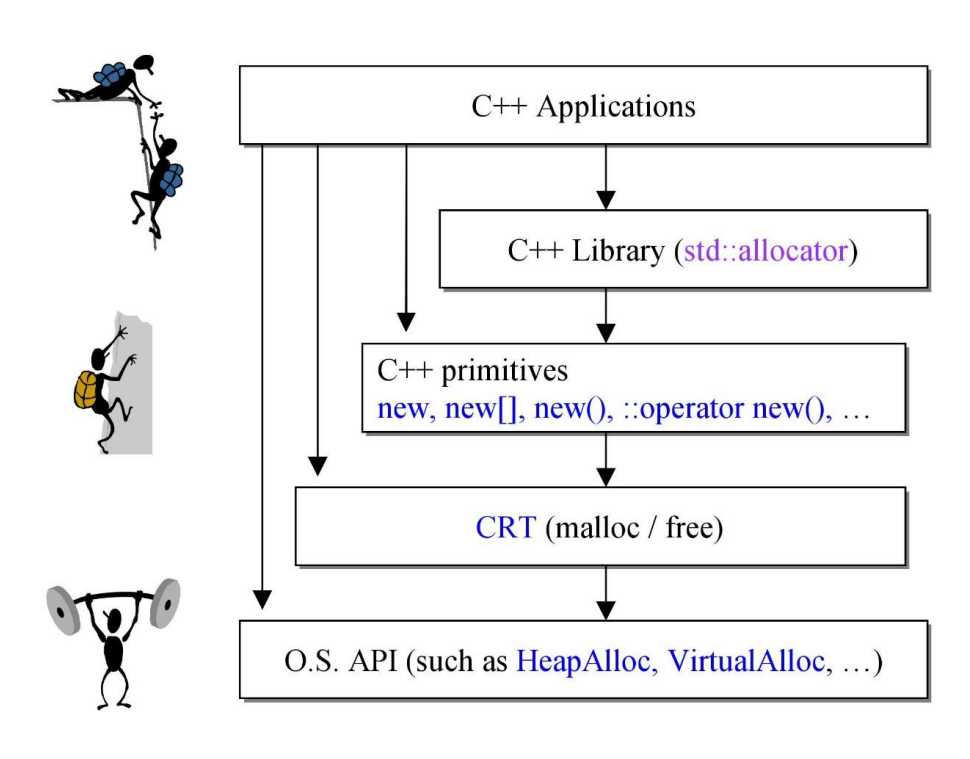 C++ Applications
C++ Library (std::allocator)
C++ primitives
new, new[], new(), ::operator new(), …
CRT (malloc / free)
O.S. API (such as HeapAlloc, VirtualAlloc, …)